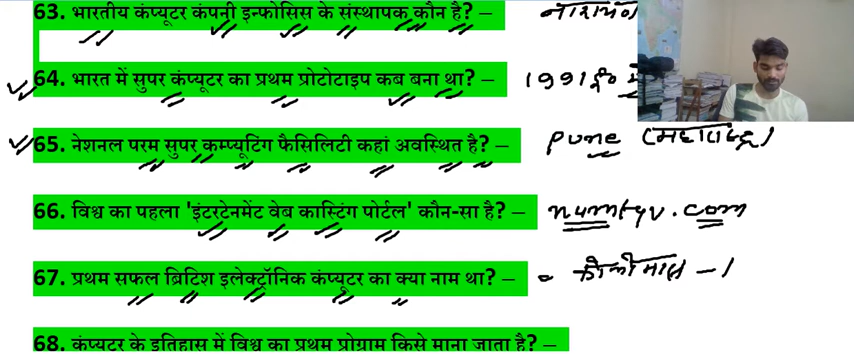 63. भारतीय कंप्यूटर कंपनी इन्फोसिस के संस्थापक कौन है? – नारायण
64. भारत में सुपर कंप्यूटर का प्रथम प्रोटोटाइप कब बना था? – 1991 ई०
65. नेशनल परम सुपर कम्प्यूटिंग फैसिलिटी कहां अवस्थित है? – Pune (महाराष्ट्र)
66. विश्व का पहला 'इंटरटेनमेंट वेब कास्टिंग पोर्टल' कौन-सा है? – numtyv.com
67. प्रथम सफल ब्रिटिश इलेक्ट्रॉनिक कंप्यूटर का क्या नाम था? –
68. कंप्यूटर के इतिहास में विश्व का प्रथम प्रोग्राम किसे माना जाता है? –